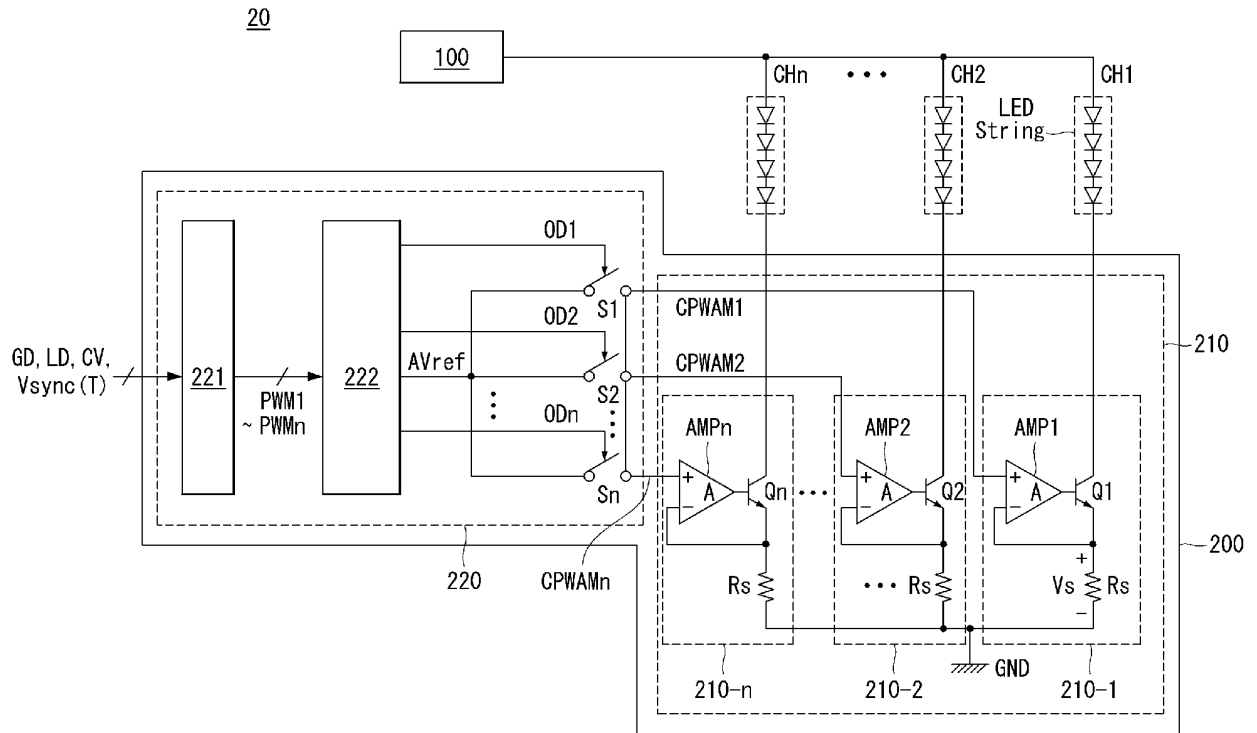 20
100
CHn
• • •
CH2
CH1
LED
String
OD1
S1
CPWAM1
OD2
AVref
S2
CPWAM2
GD, LD, CV,
Vsync(T)
221
PWM1
~ PWMn
222
ODn
Sn
210
AMPn
AMP2
AMP1
+
A
−
Qn
• • •
+
A
−
Q2
+
A
−
Q1
200
220
CPWAMn
Rs
• • •
Rs
+
Vs
−
Rs
GND
210-n
210-2
210-1